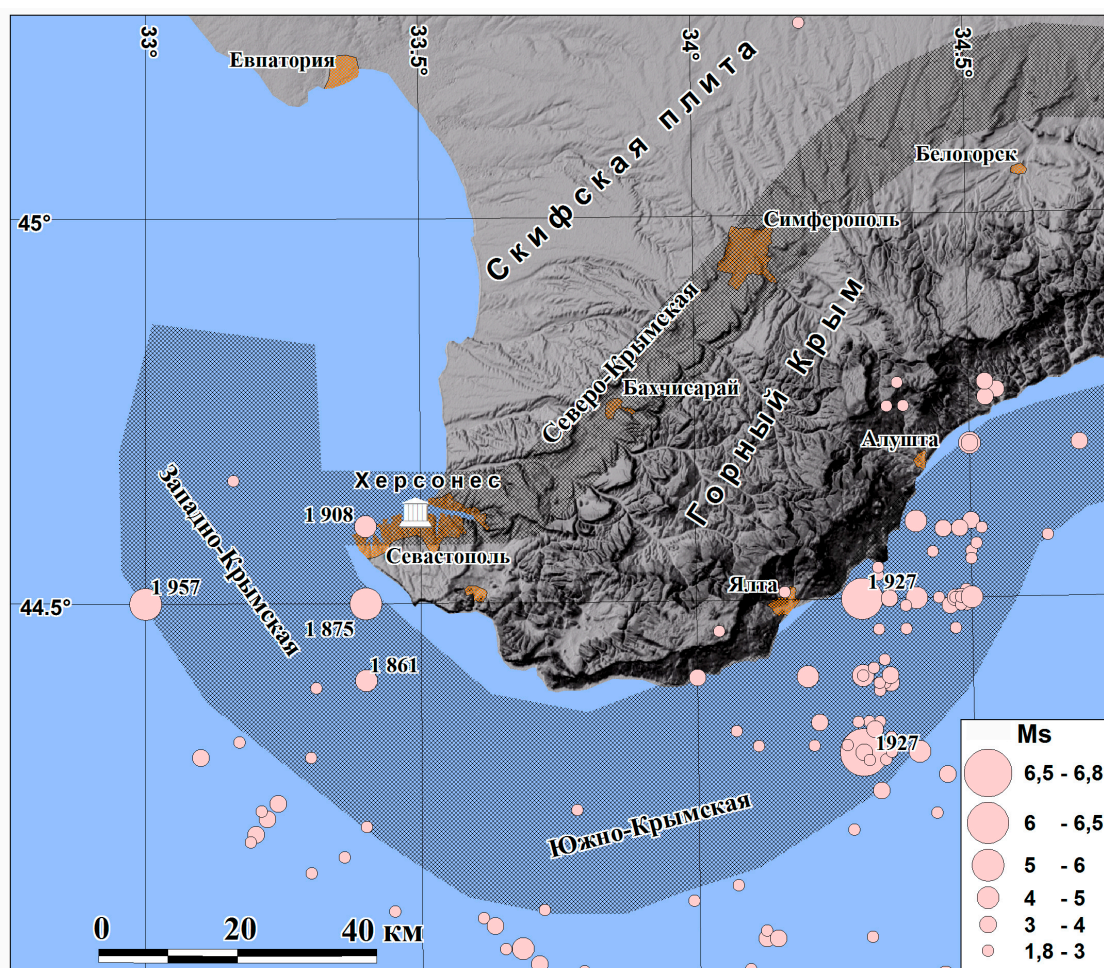 33°
33.5°
34°
34.5°
Евпатория
Скифская плита
Белогорск
45°
Симферополь
Северо-Крымская
Горный Крым
Бахчисарай
Алушта
Херсонес
Западно-Крымская
1 908
Севастополь
1 957
Ялта
1 927
44.5°
1 875
1 861
1927
Южно-Крымская
Ms
6,5 - 6,8
6 - 6,5
5 - 6
4 - 5
3 - 4
1,8 - 3
0 20 40 км